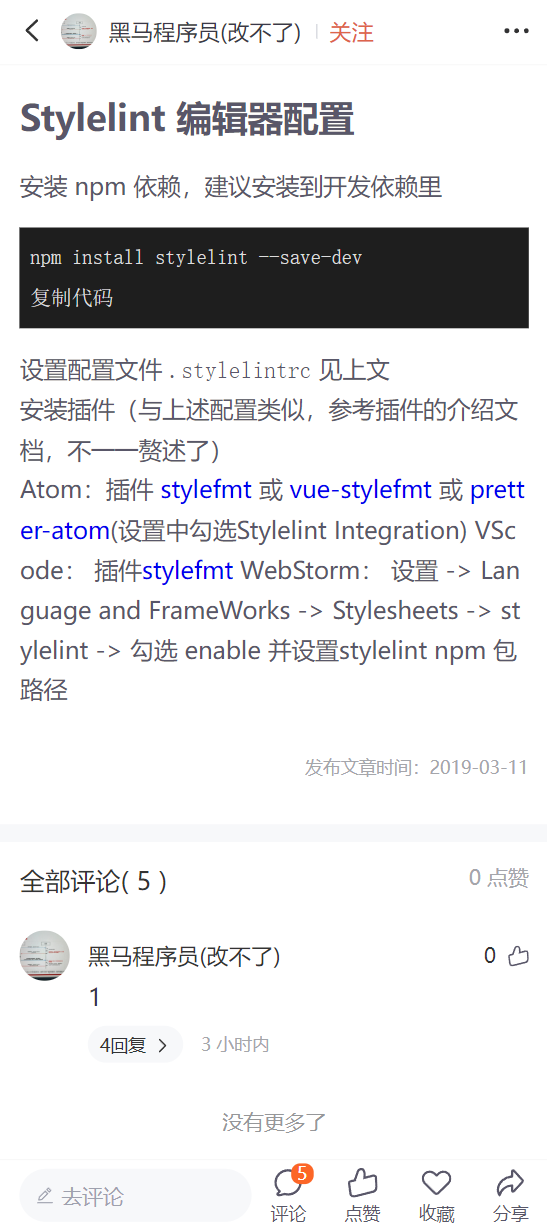 黑马程序员(改不了) 关注
Stylelint 编辑器配置
安装 npm 依赖，建议安装到开发依赖里
npm install stylelint --save-dev
复制代码
设置配置文件 . stylelintrc 见上文
安装插件（与上述配置类似，参考插件的介绍文
档，不一一赘述了）
Atom：插件 stylefmt 或 vue-stylefmt 或 prett
er-atom(设置中勾选Stylelint Integration) VSc
ode： 插件stylefmt WebStorm： 设置 -> Lan
guage and FrameWorks -> Stylesheets -> st
ylelint -> 勾选 enable 并设置stylelint npm 包
路径
发布文章时间：2019-03-11
全部评论( 5 ) 0 点赞
黑马程序员(改不了) 0
1
4回复 3 小时内
没有更多了
去评论 5
评论 点赞 收藏 分享